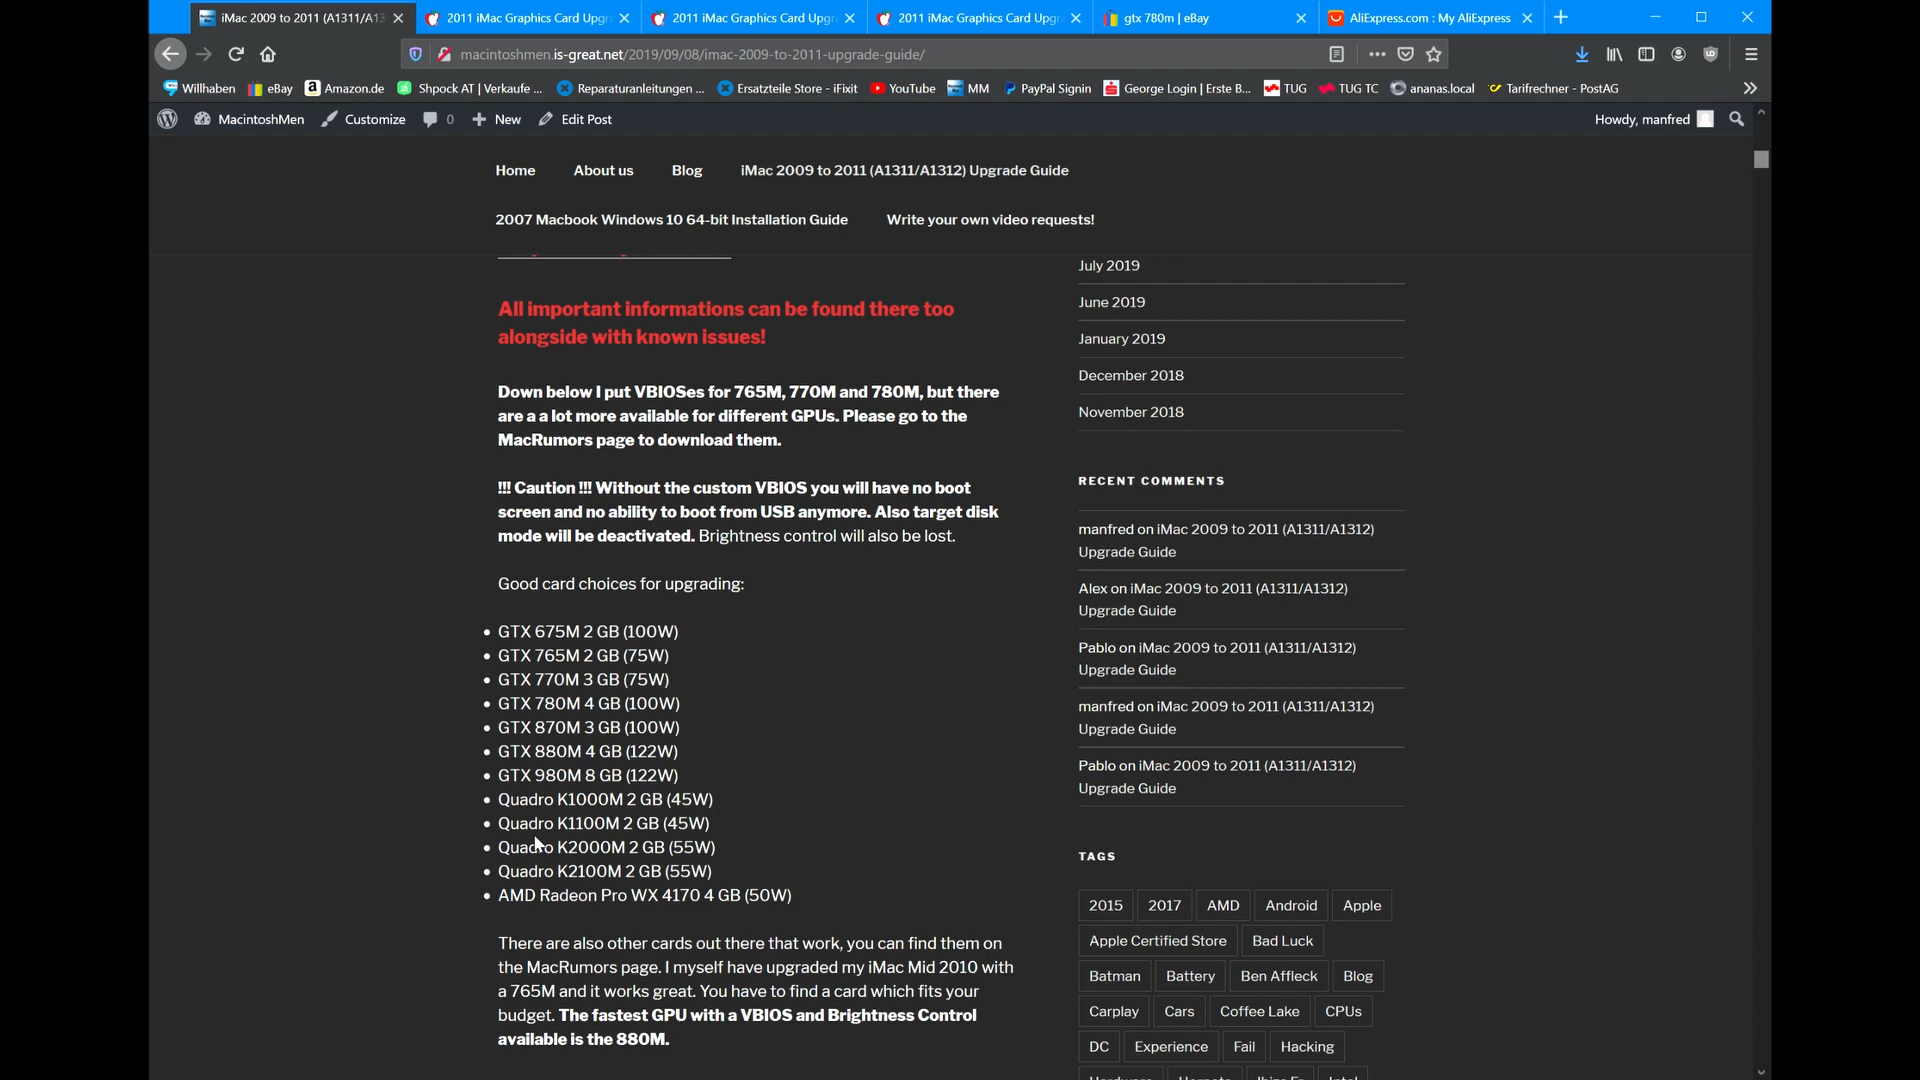 iMac 2009 to 2011 (A1311/A13
2011 iMac Graphics Card Upgr
2011 iMac Graphics Card Upgr
2011 iMac Graphics Card Upgr
gtx 780m | eBay
AliExpress.com : My AliExpress
macintoshmen.is-great.net/2019/09/08/imac-2009-to-2011-upgrade-guide/
Willhaben eBay Amazon.de Shpock AT | Verkaufe ... Reparaturanleitungen ... Ersatzteile Store - iFixit YouTube MM PayPal Signin George Login | Erste B... TUG TUG TC ananas.local Tarifrechner - PostAG
MacintoshMen Customize 0 New Edit Post Howdy, manfred
Home About us Blog iMac 2009 to 2011 (A1311/A1312) Upgrade Guide
2007 Macbook Windows 10 64-bit Installation Guide Write your own video requests!
All important informations can be found there too
alongside with known issues!
Down below I put VBIOSes for 765M, 770M and 780M, but there
are a a lot more available for different GPUs. Please go to the
MacRumors page to download them.
!!! Caution !!! Without the custom VBIOS you will have no boot
screen and no ability to boot from USB anymore. Also target disk
mode will be deactivated. Brightness control will also be lost.
Good card choices for upgrading:
GTX 675M 2 GB (100W)
GTX 765M 2 GB (75W)
GTX 770M 3 GB (75W)
GTX 780M 4 GB (100W)
GTX 870M 3 GB (100W)
GTX 880M 4 GB (122W)
GTX 980M 8 GB (122W)
Quadro K1000M 2 GB (45W)
Quadro K1100M 2 GB (45W)
Quadro K2000M 2 GB (55W)
Quadro K2100M 2 GB (55W)
AMD Radeon Pro WX 4170 4 GB (50W)
There are also other cards out there that work, you can find them on
the MacRumors page. I myself have upgraded my iMac Mid 2010 with
a 765M and it works great. You have to find a card which fits your
budget. The fastest GPU with a VBIOS and Brightness Control
available is the 880M.
July 2019
June 2019
January 2019
December 2018
November 2018
RECENT COMMENTS
manfred on iMac 2009 to 2011 (A1311/A1312)
Upgrade Guide
Alex on iMac 2009 to 2011 (A1311/A1312)
Upgrade Guide
Pablo on iMac 2009 to 2011 (A1311/A1312)
Upgrade Guide
manfred on iMac 2009 to 2011 (A1311/A1312)
Upgrade Guide
Pablo on iMac 2009 to 2011 (A1311/A1312)
Upgrade Guide
TAGS
2015 2017 AMD Android Apple
Apple Certified Store Bad Luck
Batman Battery Ben Affleck Blog
Carplay Cars Coffee Lake CPUs
DC Experience Fail Hacking